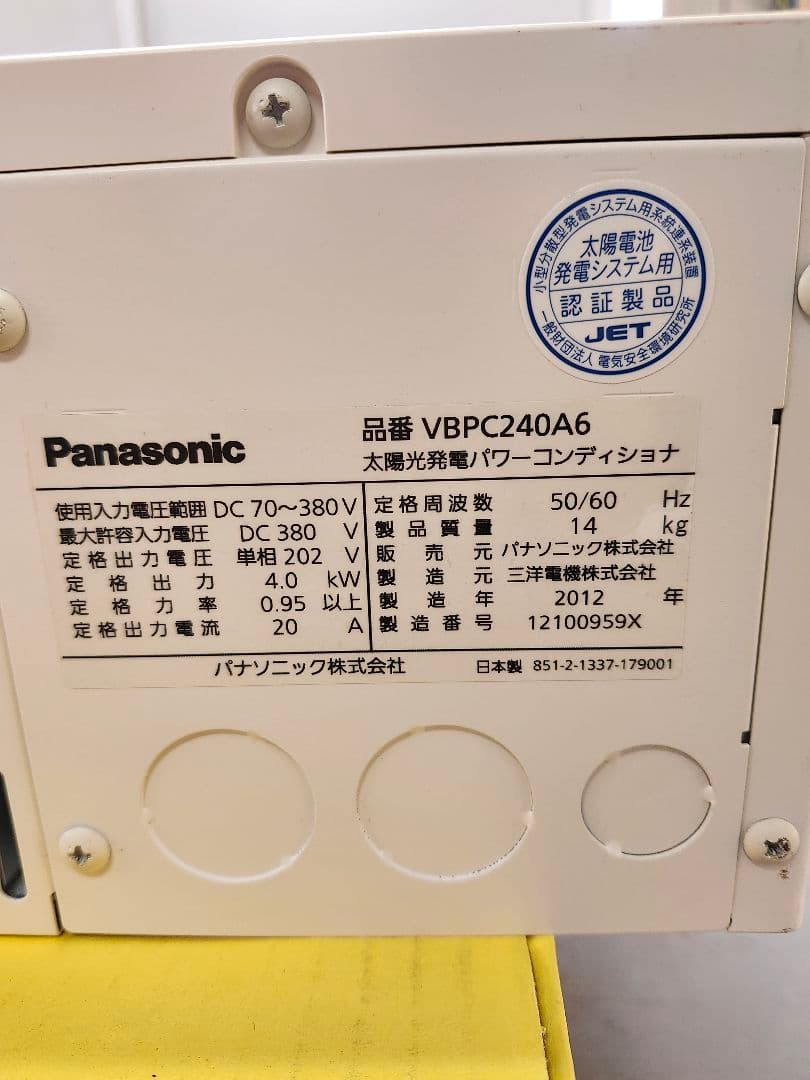 小型分散型発電システム用系統連系装置
太陽電池
発電システム用
認証製品
JET
一般財団法人 電気安全環境研究所
Panasonic
品番 VBPC240A6
太陽光発電パワーコンディショナ
使用入力電圧範囲 DC 70～380 V
最大許容入力電圧 DC 380 V
定格出力電圧 単相 202 V
定格出力 4.0 kW
定格力率 0.95 以上
定格出力電流 20 A
定格周波数 50/60 Hz
製品質量 14 kg
販売元 パナソニック株式会社
製造元 三洋電機株式会社
製造年 2012 年
製造番号 12100959X
パナソニック株式会社
日本製 851-2-1337-179001